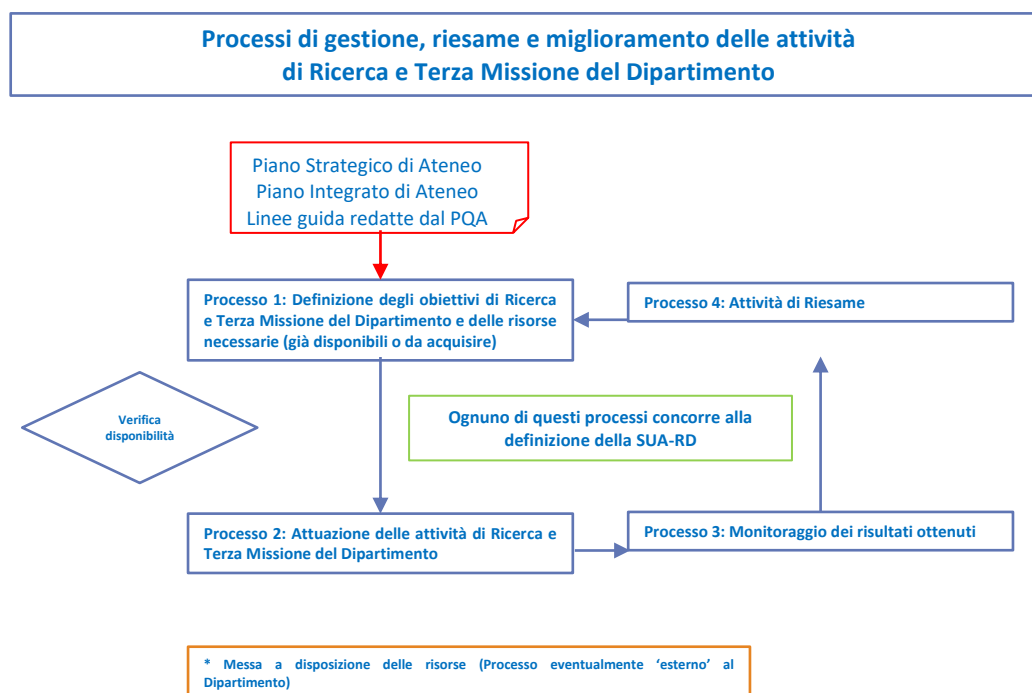 Processi di gestione, riesame e miglioramento delle attività
di Ricerca e Terza Missione del Dipartimento
Piano Strategico di Ateneo
Piano Integrato di Ateneo
Linee guida redatte dal PQA
Processo 1: Definizione degli obiettivi di Ricerca
e Terza Missione del Dipartimento e delle risorse
necessarie (già disponibili o da acquisire)
Processo 4: Attività di Riesame
Verifica
disponibilità
Ognuno di questi processi concorre alla
definizione della SUA-RD
Processo 2: Attuazione delle attività di Ricerca e
Terza Missione del Dipartimento
Processo 3: Monitoraggio dei risultati ottenuti
* Messa a disposizione delle risorse (Processo eventualmente ‘esterno’ al
Dipartimento)